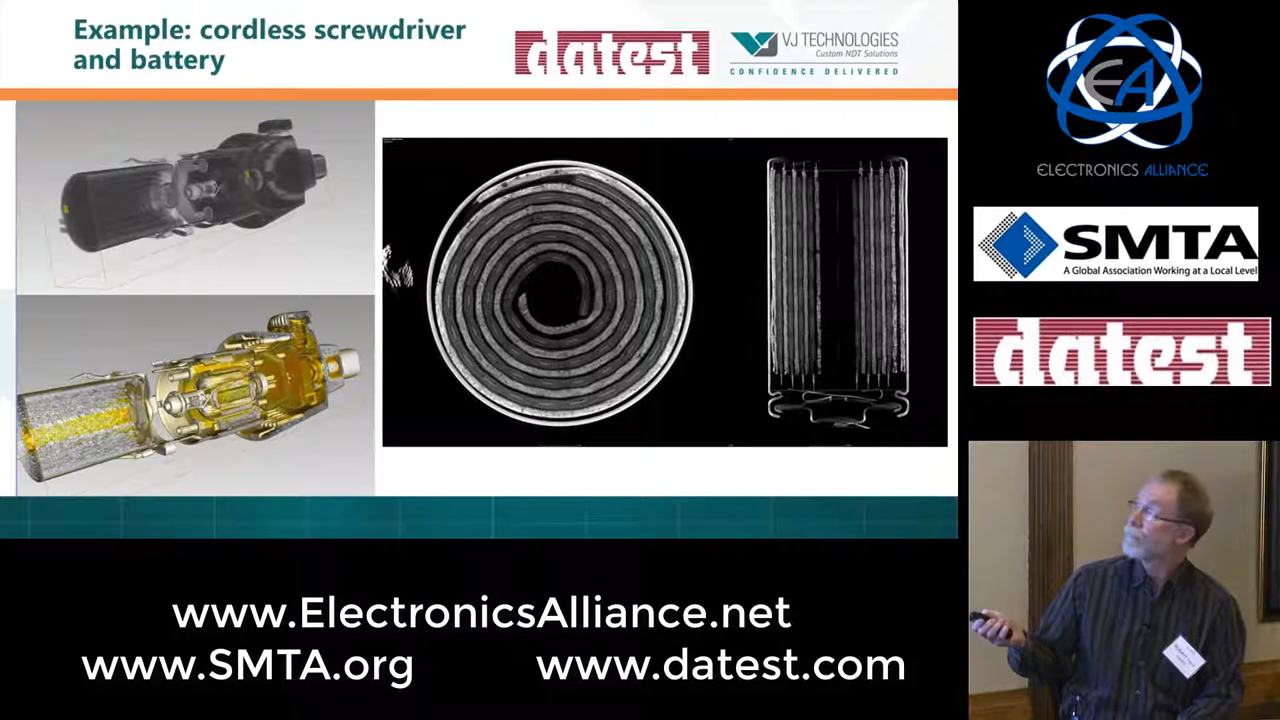 Example: cordless screwdriver
and battery
datest
VJ TECHNOLOGIES
Custom NDT Solutions
CONFIDENCE DELIVERED
EA
ELECTRONICS ALLIANCE
SMTA
A Global Association Working at a Local Level
datest
www.ElectronicsAlliance.net
www.SMTA.org
www.datest.com